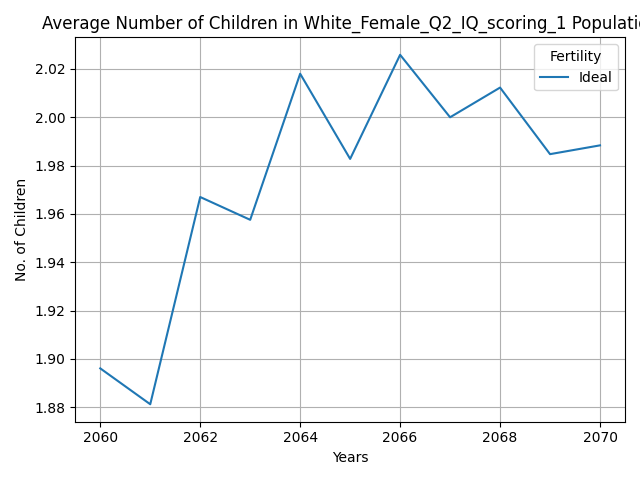 Average Number of Children in White_Female_Q2_IQ_scoring_1 Populati
Fertility
Ideal
2.02
2.00
1.98
1.96
1.94
1.92
1.90
1.88
No. of Children
2060 2062 2064 2066 2068 2070
Years